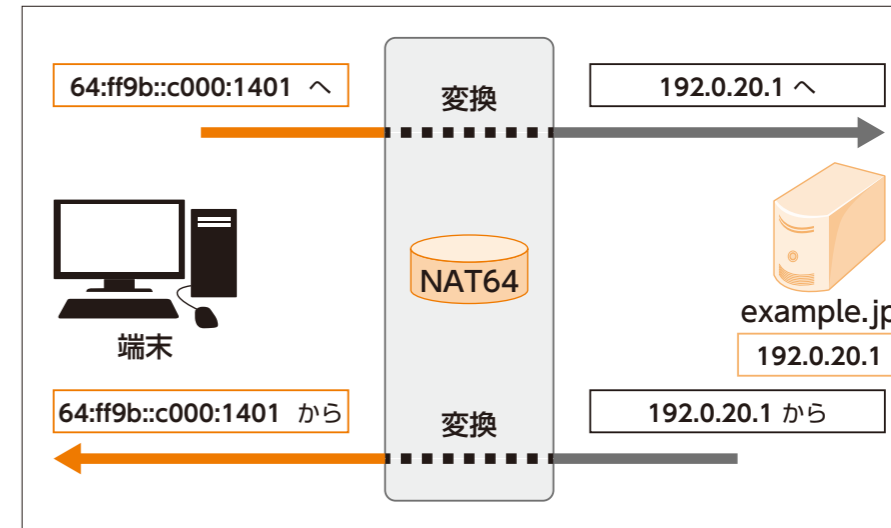 64:ff9b::c000:1401 へ
変換
192.0.20.1 へ
NAT64
端末
example.jp
192.0.20.1
64:ff9b::c000:1401 から
変換
192.0.20.1 から